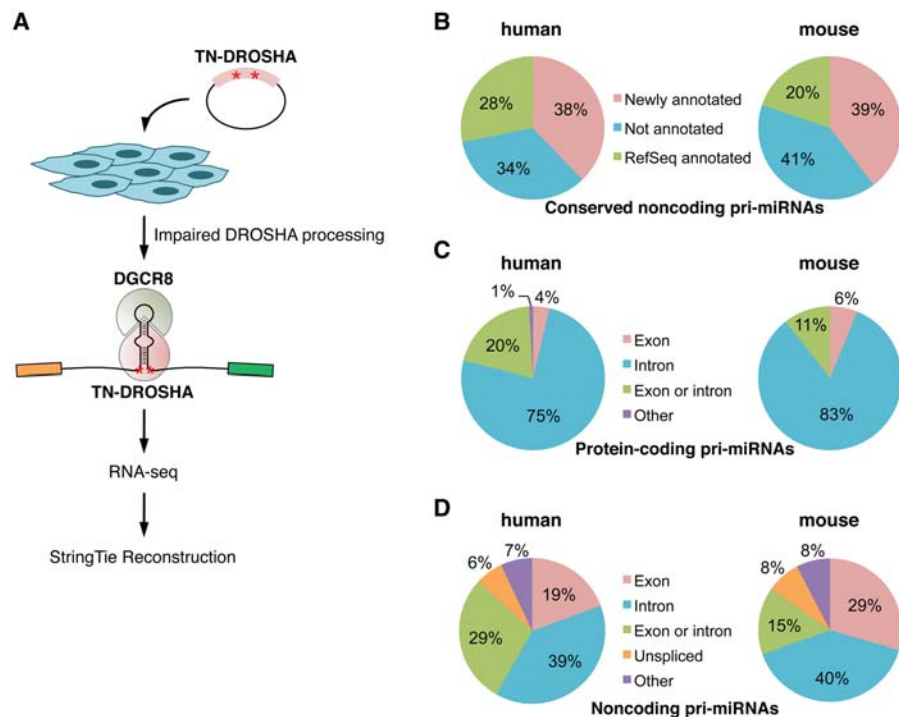 A
TN-DROSHA
* *
Impaired DROSHA processing
DGCR8
* *
TN-DROSHA
RNA-seq
StringTie Reconstruction
B
human
mouse
28%
38%
34%
Newly annotated
Not annotated
RefSeq annotated
20%
39%
41%
Conserved noncoding pri-miRNAs
C
human
mouse
1%
4%
20%
75%
Exon
Intron
Exon or intron
Other
6%
11%
83%
Protein-coding pri-miRNAs
D
human
mouse
6%
7%
19%
29%
39%
Exon
Intron
Exon or intron
Unspliced
Other
8%
8%
29%
15%
40%
Noncoding pri-miRNAs